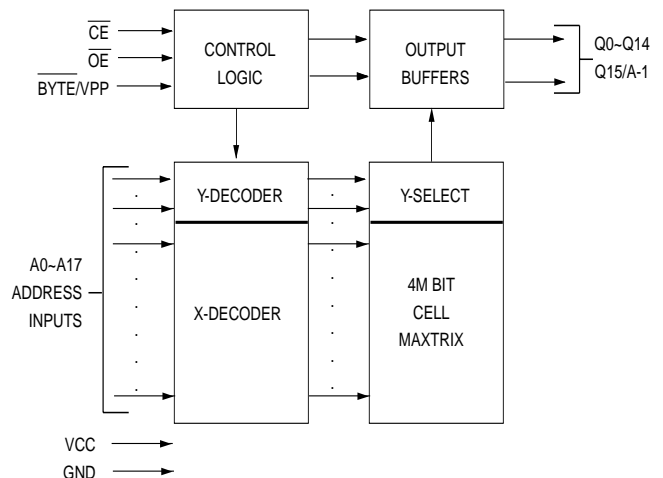 CE
OE
BYTE/VPP
CONTROL
LOGIC
OUTPUT
BUFFERS
Q0~Q14
Q15/A-1
A0~A17
ADDRESS
INPUTS
Y-DECODER
X-DECODER
Y-SELECT
4M BIT
CELL
MAXTRIX
VCC
GND